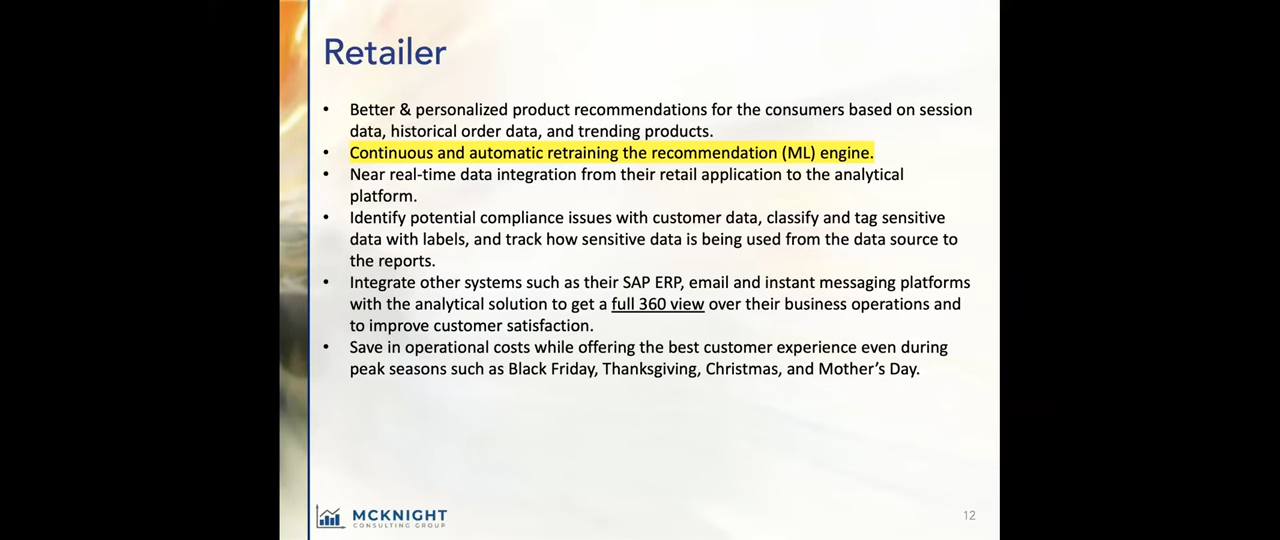 Retailer
• Better & personalized product recommendations for the consumers based on session
data, historical order data, and trending products.
• Continuous and automatic retraining the recommendation (ML) engine.
• Near real-time data integration from their retail application to the analytical
platform.
• Identify potential compliance issues with customer data, classify and tag sensitive
data with labels, and track how sensitive data is being used from the data source to
the reports.
• Integrate other systems such as their SAP ERP, email and instant messaging platforms
with the analytical solution to get a full 360 view over their business operations and
to improve customer satisfaction.
• Save in operational costs while offering the best customer experience even during
peak seasons such as Black Friday, Thanksgiving, Christmas, and Mother’s Day.
MCKNIGHT
CONSULTING GROUP
12